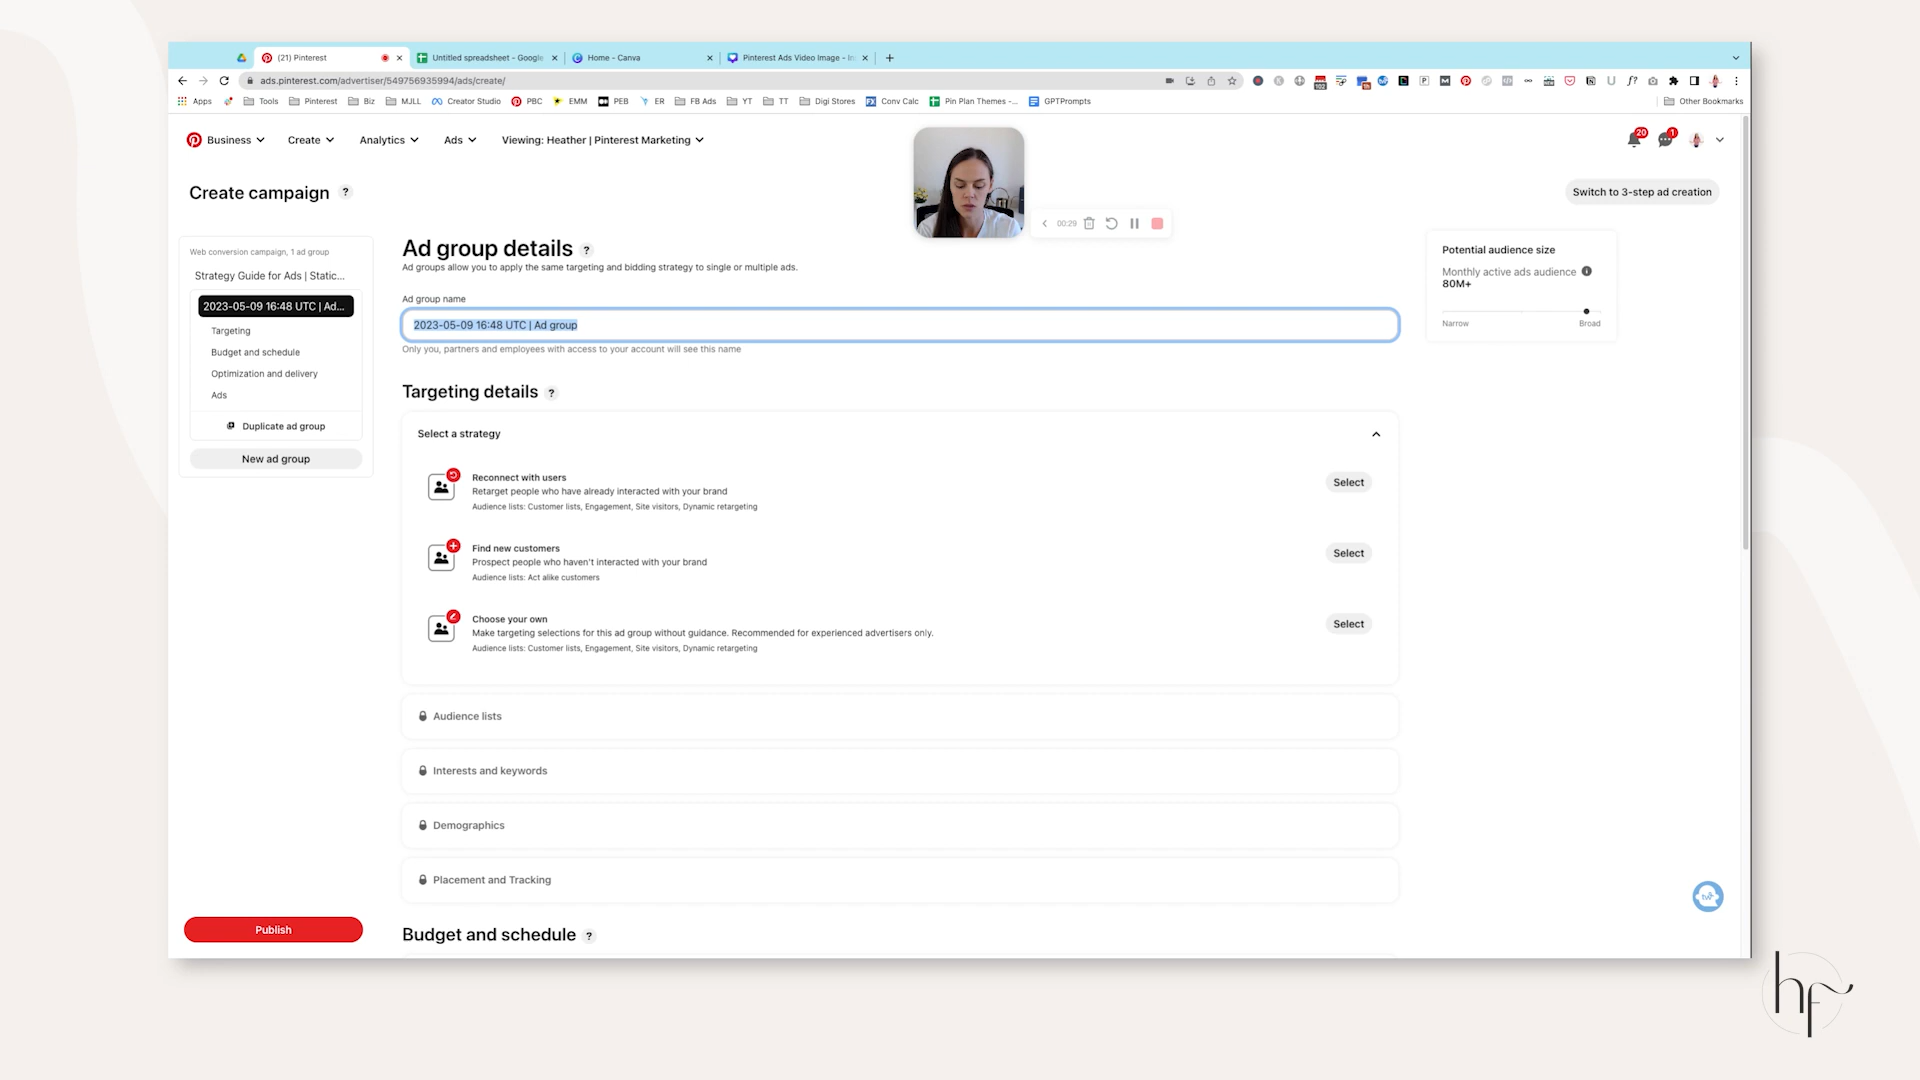 (21) Pinterest
Untitled spreadsheet - Google
Home - Canva
Pinterest Ads Video Image - In
ads.pinterest.com/advertiser/549756935994/ads/create/
Apps
Tools
Pinterest
Biz
MJLL
Creator Studio
PBC
EMM
PEB
ER
FB Ads
YT
TT
Digi Stores
Conv Calc
Pin Plan Themes -...
GPTPrompts
Other Bookmarks
Business
Create
Analytics
Ads
Viewing: Heather | Pinterest Marketing
20
1
Create campaign ?
Switch to 3-step ad creation
00:29
Web conversion campaign, 1 ad group
Strategy Guide for Ads | Static...
2023-05-09 16:48 UTC | Ad...
Targeting
Budget and schedule
Optimization and delivery
Ads
Duplicate ad group
New ad group
Publish
Ad group details ?
Ad groups allow you to apply the same targeting and bidding strategy to single or multiple ads.
Ad group name
2023-05-09 16:48 UTC | Ad group
Only you, partners and employees with access to your account will see this name
Targeting details ?
Select a strategy
Reconnect with users
Retarget people who have already interacted with your brand
Audience lists: Customer lists, Engagement, Site visitors, Dynamic retargeting
Select
Find new customers
Prospect people who haven't interacted with your brand
Audience lists: Act alike customers
Select
Choose your own
Make targeting selections for this ad group without guidance. Recommended for experienced advertisers only.
Audience lists: Customer lists, Engagement, Site visitors, Dynamic retargeting
Select
Audience lists
Interests and keywords
Demographics
Placement and Tracking
Budget and schedule ?
Potential audience size
Monthly active ads audience
80M+
Narrow
Broad
hf